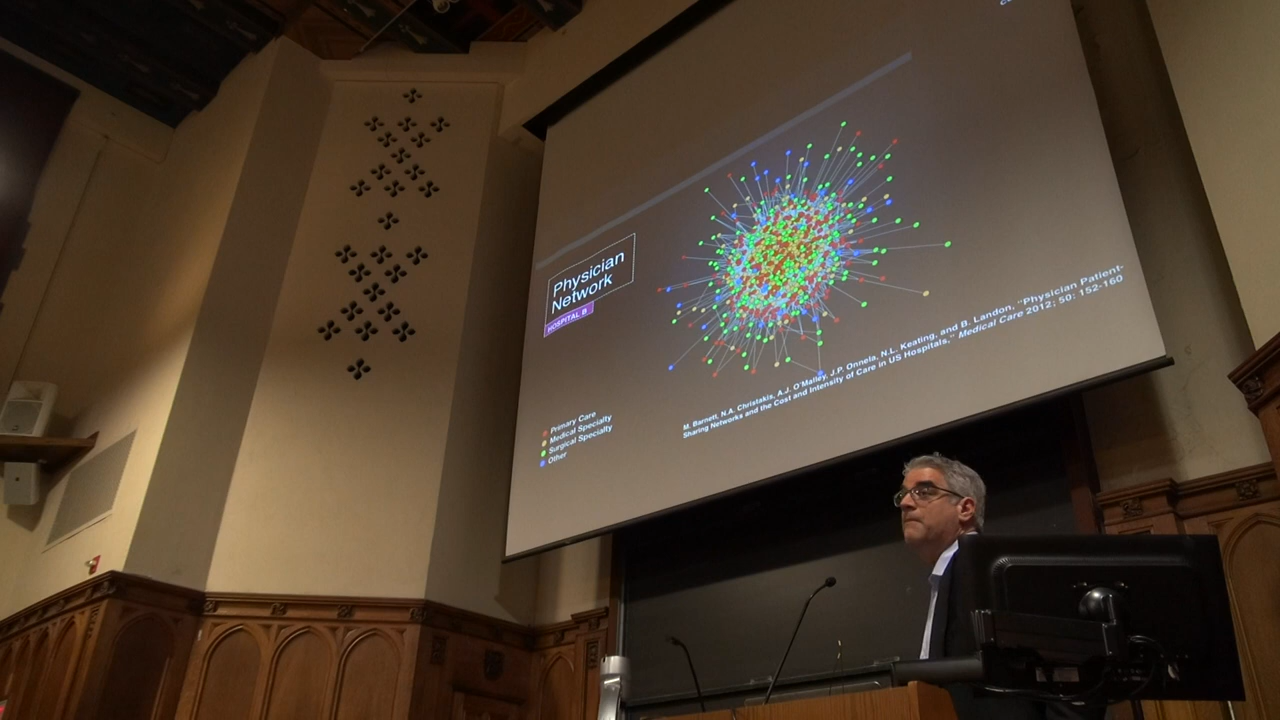 Physician
Network
HOSPITAL B
Primary Care
Medical Specialty
Surgical Specialty
Other
M. Barnett, N.A. Christakis, A.J. O'Malley, J.P. Onnela, N.L. Keating, and B. Landon, "Physician Patient-
Sharing Networks and the Cost and Intensity of Care in US Hospitals," Medical Care 2012; 50: 152-160